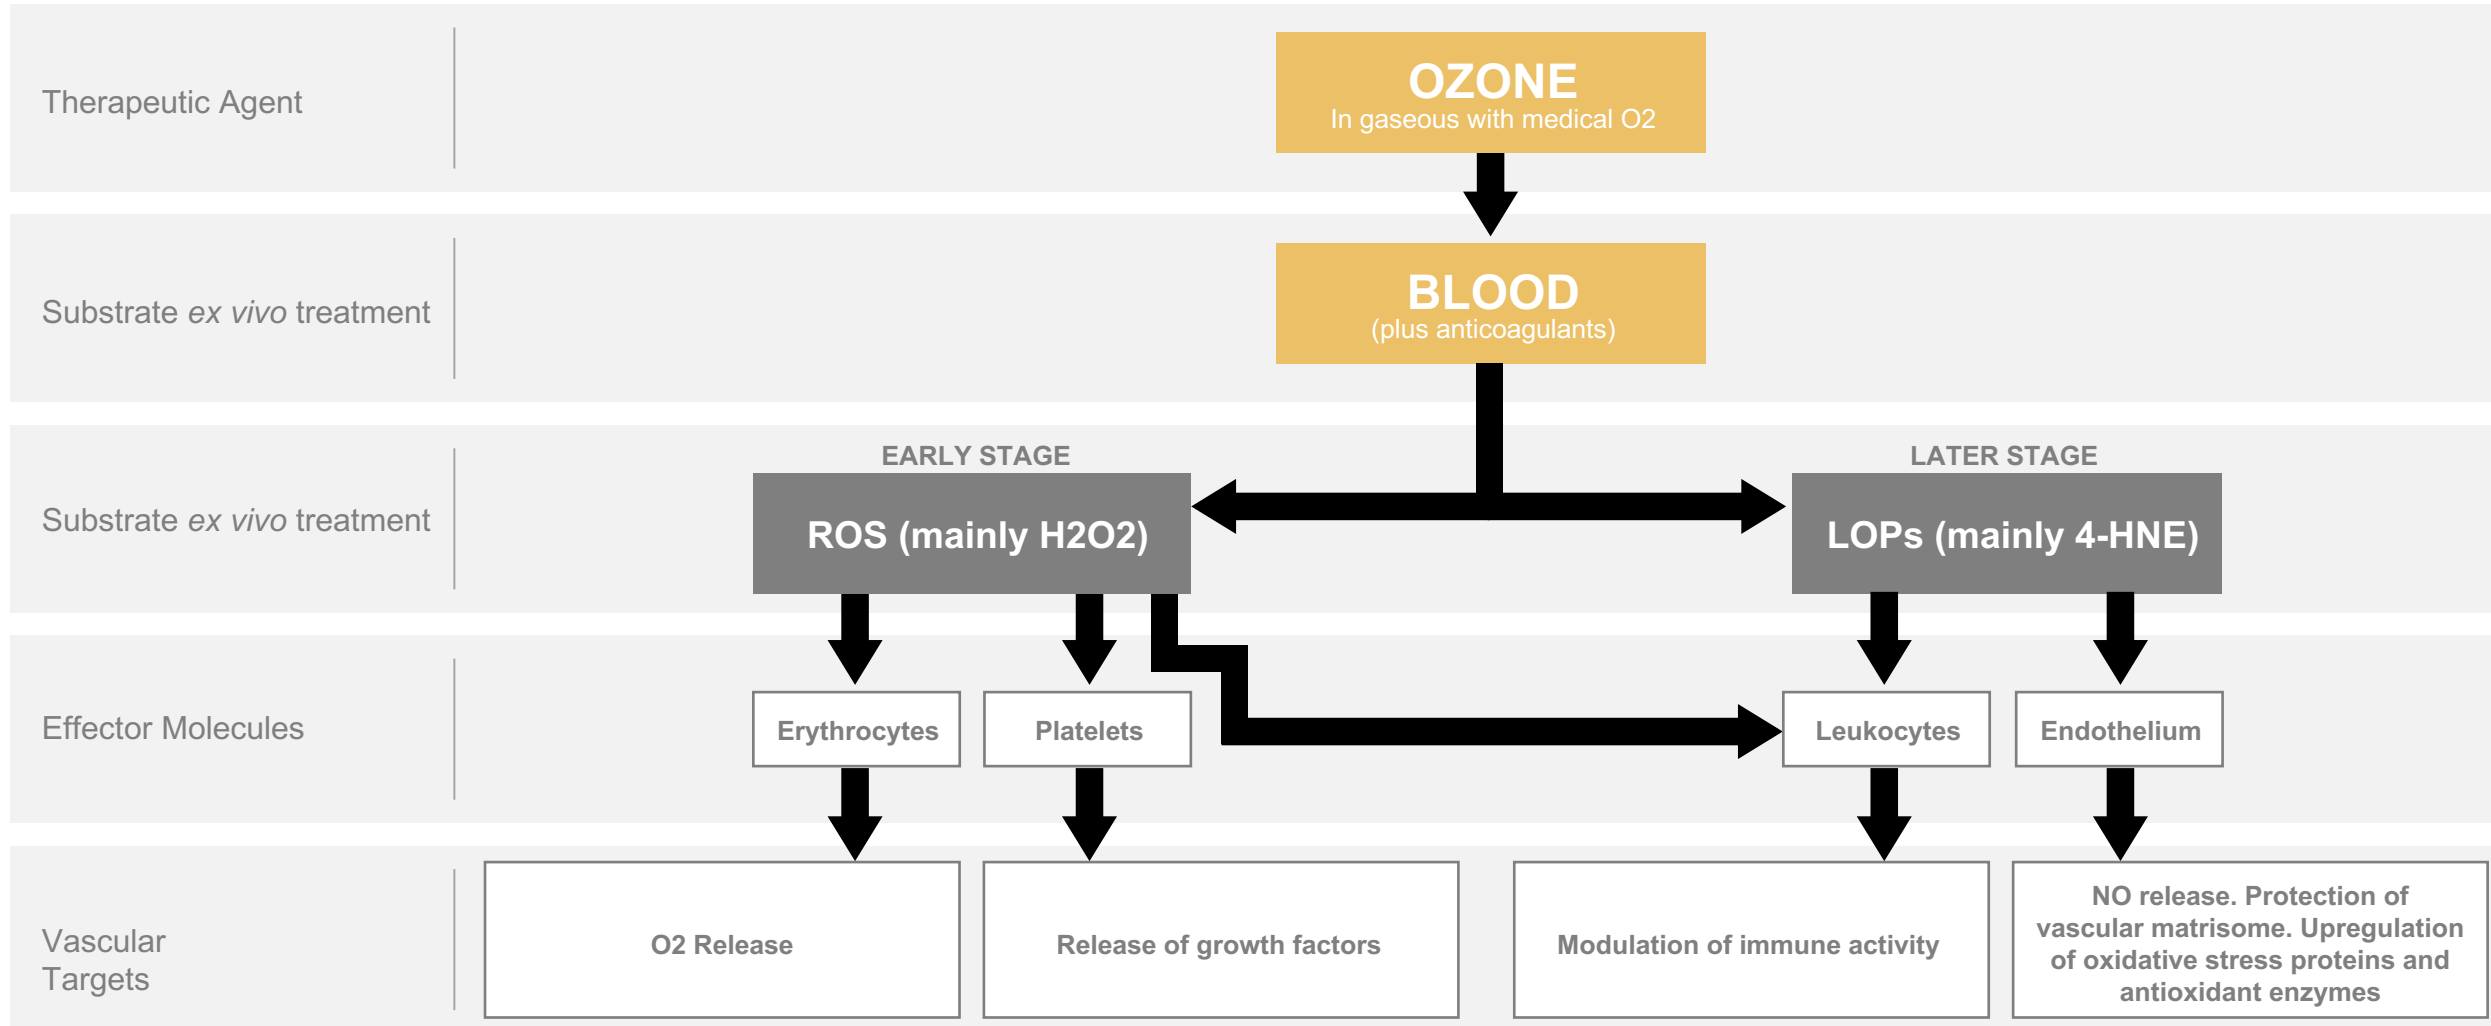 Therapeutic Agent
OZONE
In gaseous with medical O2
Substrate ex vivo treatment
BLOOD
(plus anticoagulants)
Substrate ex vivo treatment
EARLY STAGE
LATER STAGE
ROS (mainly H2O2)
LOPs (mainly 4-HNE)
Effector Molecules
Erythrocytes
Platelets
Leukocytes
Endothelium
Vascular
Targets
O2 Release
Release of growth factors
Modulation of immune activity
NO release. Protection of
vascular matrisome. Upregulation
of oxidative stress proteins and
antioxidant enzymes